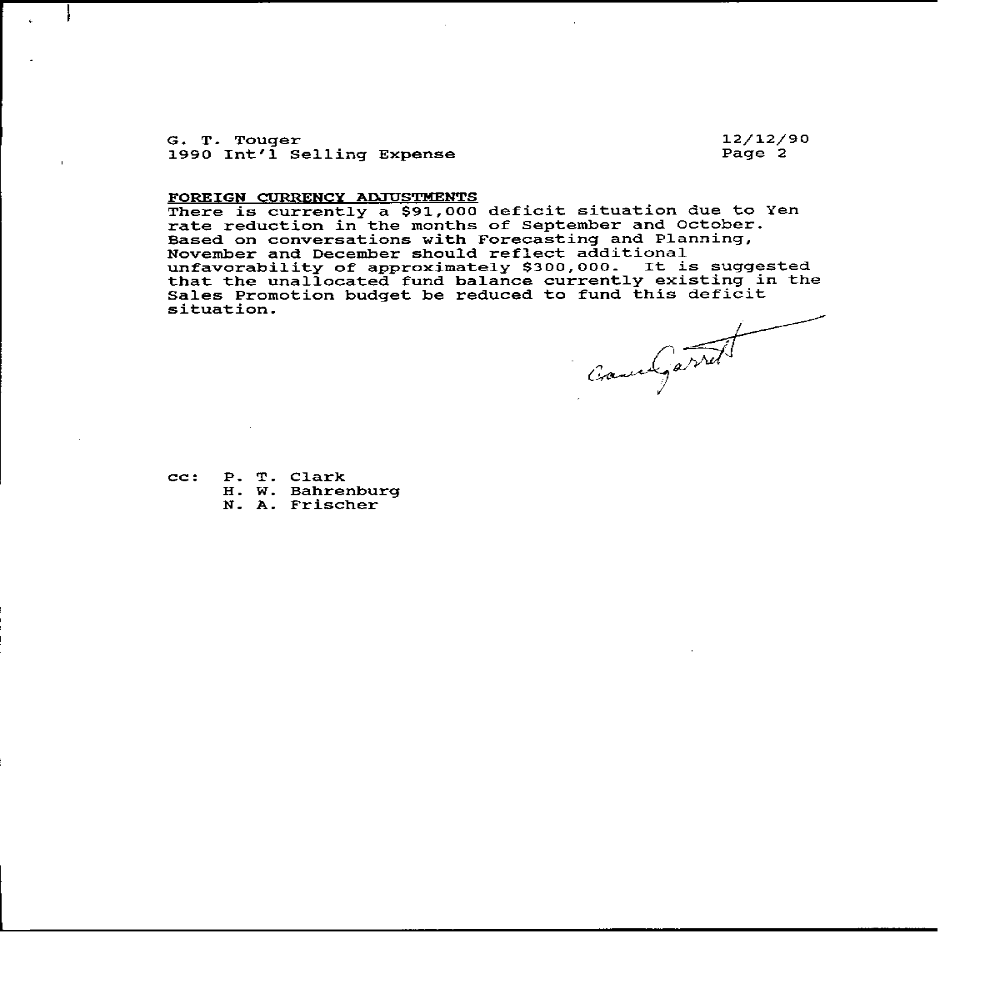 G. T. Touger 12/12/90
1990 Int'l Selling Expense Page 2
FOREIGN CURRENCY ADJUSTMENTS
There is currently a $91,000 deficit situation due to Yen
rate reduction in the months of September and October.
Based on conversations with Forecasting and Planning,
November and December should reflect additional
unfavorability of approximately $300,000. It is suggested
that the unallocated fund balance currently existing in the
Sales Promotion budget be reduced to fund this deficit
situation.
Garrett
cc: P. T. Clark
H. W. Bahrenburg
N. A. Frischer